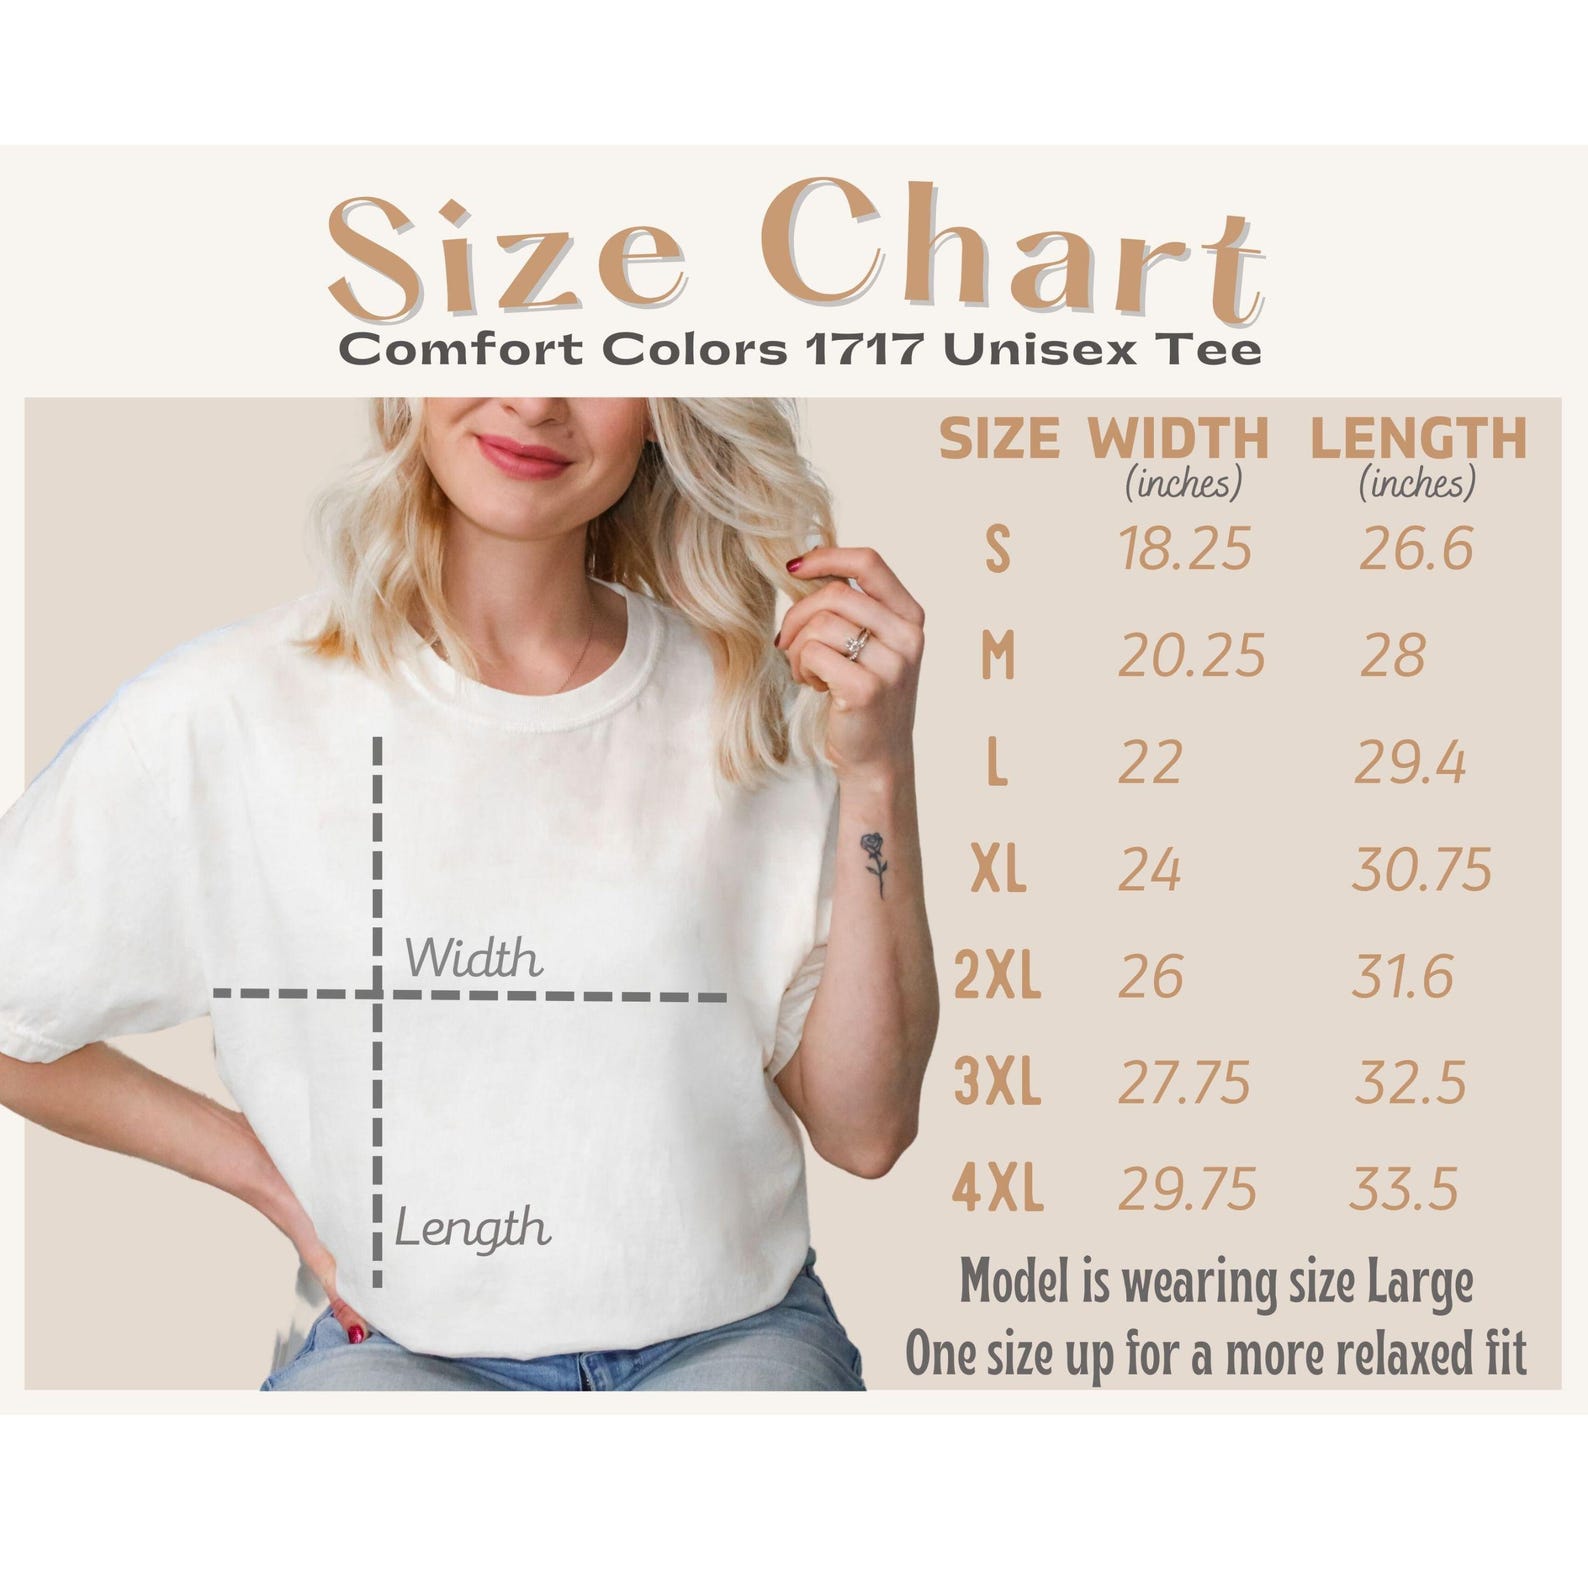 Size Chart
Comfort Colors 1717 Unisex Tee
SIZE WIDTH LENGTH
(inches) (inches)
S 18.25 26.6
M 20.25 28
L 22 29.4
XL 24 30.75
2XL 26 31.6
3XL 27.75 32.5
4XL 29.75 33.5
Width
Length
Model is wearing size Large
One size up for a more relaxed fit